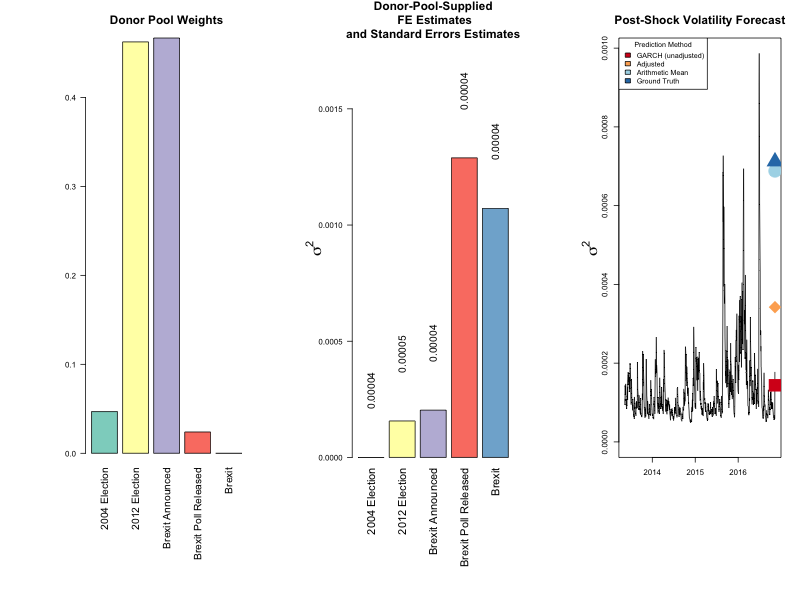 Donor Pool Weights
0.0
0.1
0.2
0.3
0.4
2004 Election
2012 Election
Brexit Announced
Brexit Poll Released
Brexit
Donor-Pool-Supplied
FE Estimates
and Standard Errors Estimates
σ2
0.0000
0.0005
0.0010
0.0015
0.00004
0.00005
0.00004
0.00004
0.00004
2004 Election
2012 Election
Brexit Announced
Brexit Poll Released
Brexit
Post-Shock Volatility Forecast
σ2
0.0000
0.0002
0.0004
0.0006
0.0008
0.0010
Prediction Method
GARCH (unadjusted)
Adjusted
Arithmetic Mean
Ground Truth
2014
2015
2016